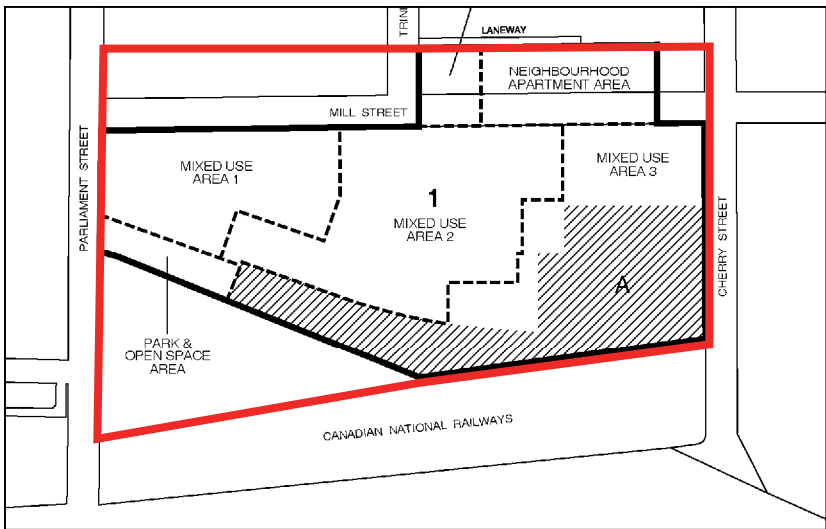 TRINI
LANEWAY
NEIGHBOURHOOD
APARTMENT AREA
MILL STREET
PARLIAMENT STREET
MIXED USE
AREA 1
1
MIXED USE
AREA 2
MIXED USE
AREA 3
CHERRY STREET
A
PARK &
OPEN SPACE
AREA
CANADIAN NATIONAL RAILWAYS